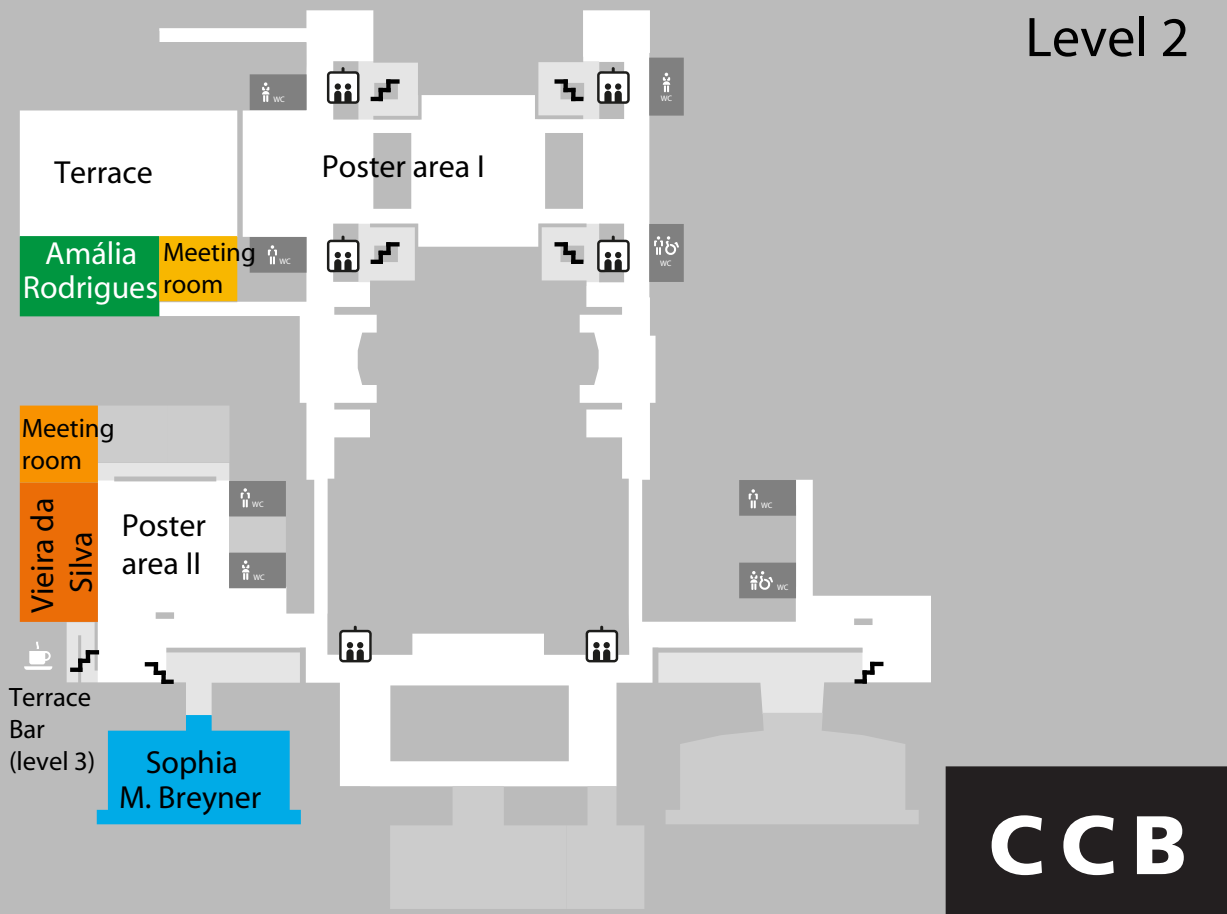 Level 2
WC
WC
Terrace
Poster area I
Amália
Rodrigues
Meeting
room
WC
WC
Meeting
room
Vieira da
Silva
Poster
area II
WC
WC
WC
WC
Terrace
Bar
(level 3)
Sophia
M. Breyner
CCB